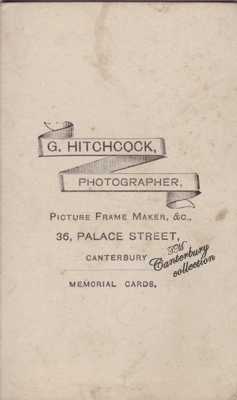 G. HITCHCOCK,
PHOTOGRAPHER,
PICTURE FRAME MAKER, &C.,
36, PALACE STREET,
CANTERBURY
MEMORIAL CARDS,
TM
Canterbury
collection